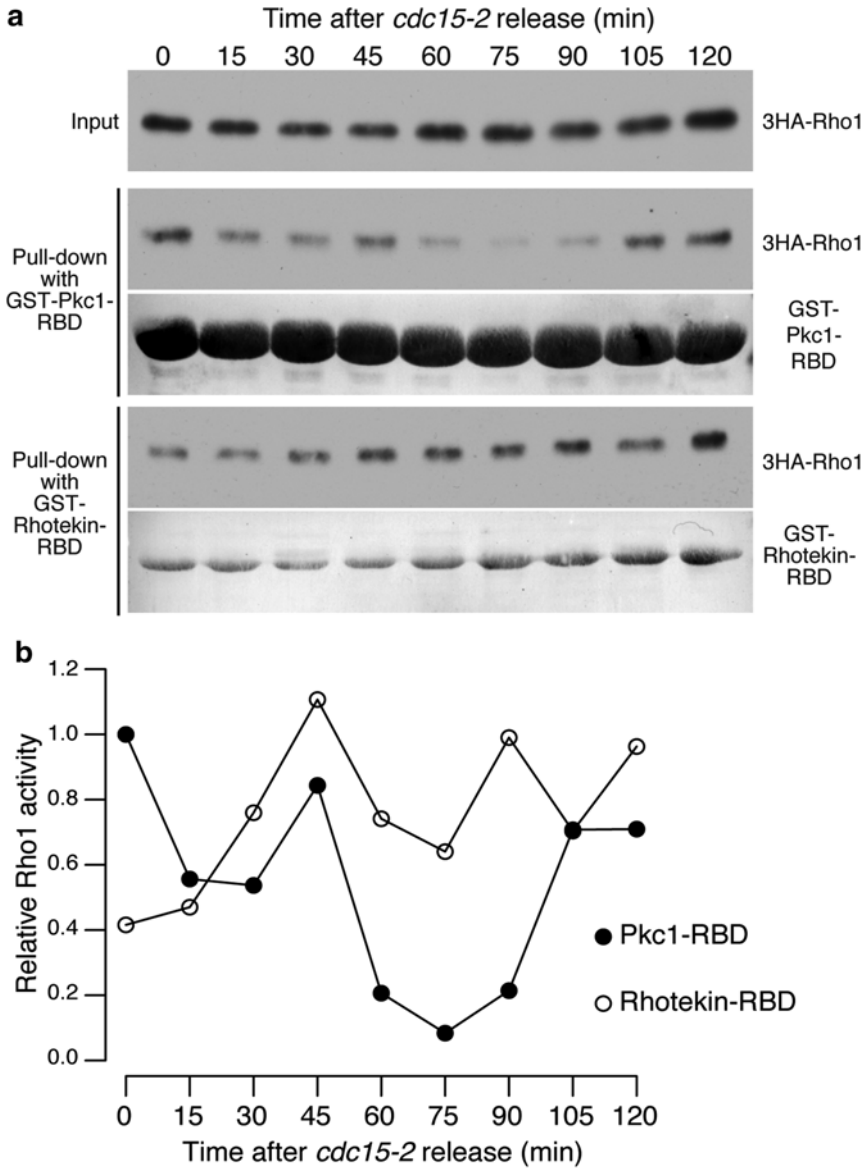 a
Time after cdc15-2 release (min)
0 15 30 45 60 75 90 105 120
Input
3HA-Rho1
Pull-down
with
GST-Pkc1-
RBD
3HA-Rho1
GST-
Pkc1-
RBD
Pull-down
with
GST-
Rhotekin-
RBD
3HA-Rho1
GST-
Rhotekin-
RBD
b
Relative Rho1 activity
1.2
1.0
0.8
0.6
0.4
0.2
0.0
Pkc1-RBD
Rhotekin-RBD
0 15 30 45 60 75 90 105 120
Time after cdc15-2 release (min)